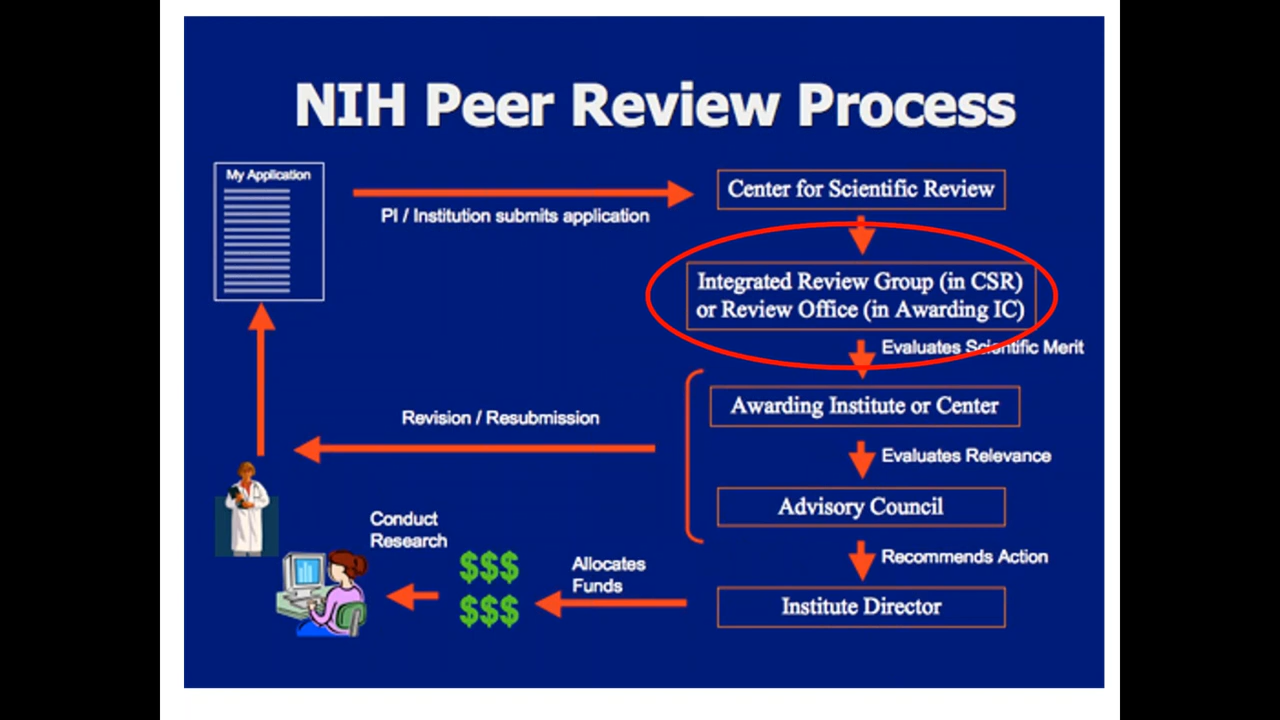 NIH Peer Review Process
My Application
PI / Institution submits application
Center for Scientific Review
Integrated Review Group (in CSR)
or Review Office (in Awarding IC)
Evaluates Scientific Merit
Awarding Institute or Center
Revision / Resubmission
Evaluates Relevance
Advisory Council
Recommends Action
Institute Director
Allocates
Funds
$$$
$$$
Conduct
Research